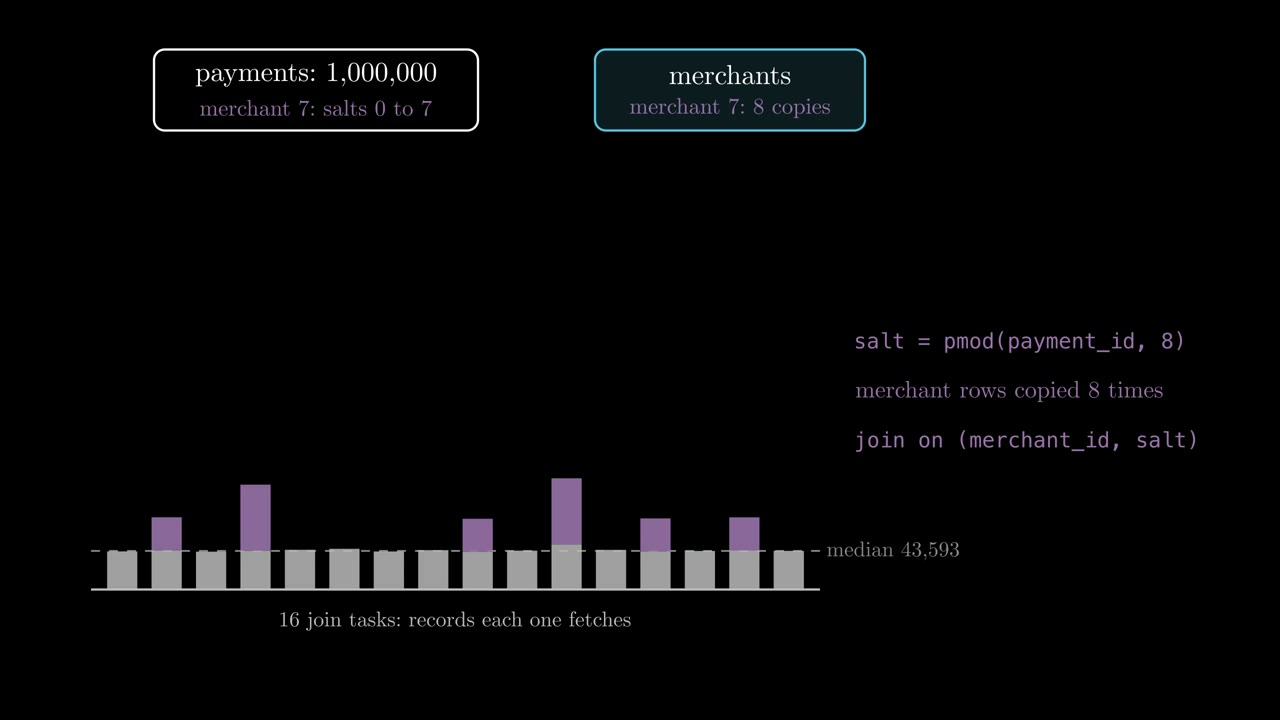 payments: 1,000,000
merchant 7: salts 0 to 7
merchants
merchant 7: 8 copies
salt = pmod(payment_id, 8)
merchant rows copied 8 times
join on (merchant_id, salt)
median 43,593
16 join tasks: records each one fetches